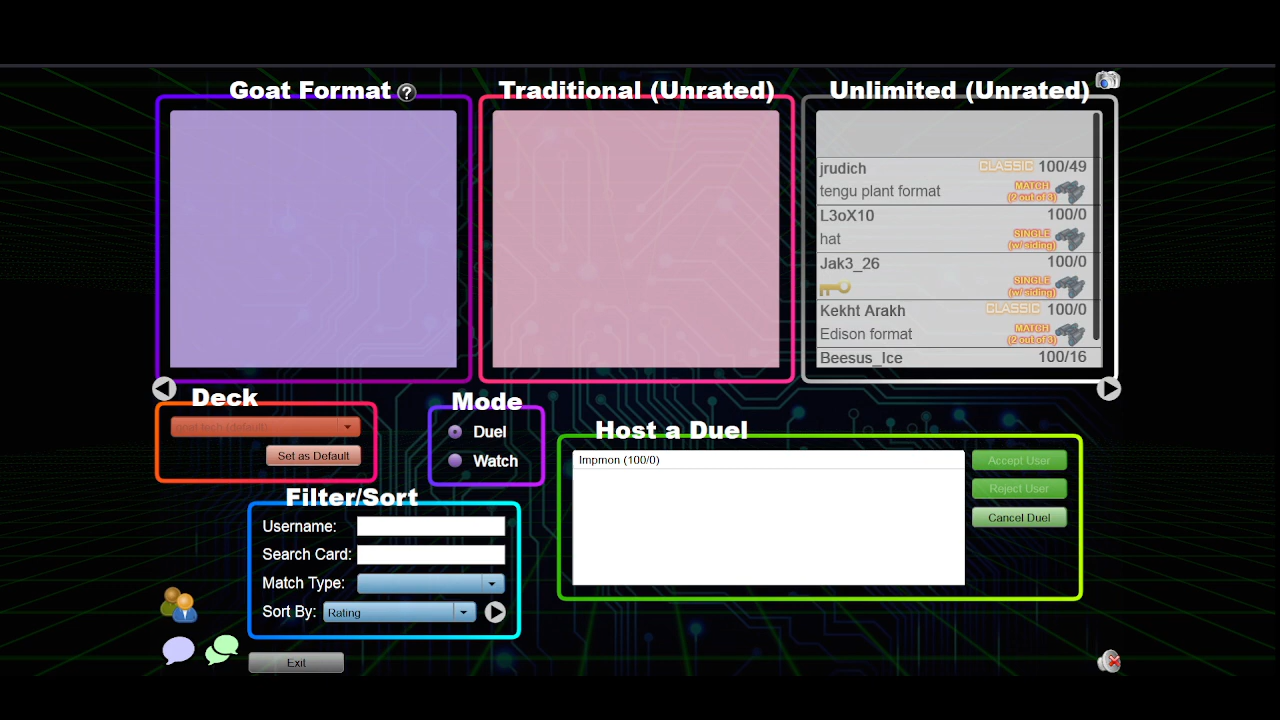 Goat Format ?
Traditional (Unrated)
Unlimited (Unrated)
jrudich CLASSIC 100/49
tengu plant format MATCH
(2 out of 3)
L3oX10 100/0
hat SINGLE
(w/ siding)
Jak3_26 100/0
SINGLE
(w/ siding)
Kekht Arakh CLASSIC 100/0
Edison format MATCH
(2 out of 3)
Beesus_Ice 100/16
Deck
goat tech (default)
Set as Default
Mode
Duel
Watch
Host a Duel
Impmon (100/0)
Accept User
Reject User
Cancel Duel
Filter/Sort
Username:
Search Card:
Match Type:
Sort By: Rating
Exit